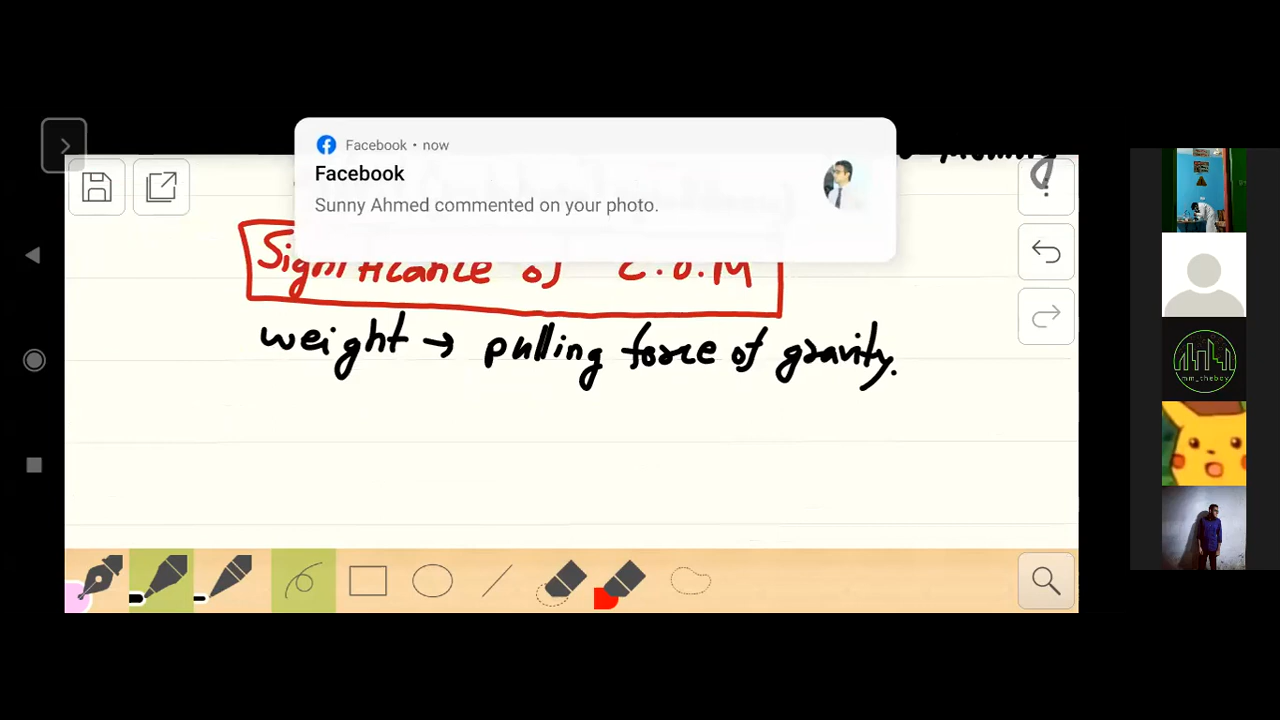 Facebook • now
Facebook
Sunny Ahmed commented on your photo.
Significance of C.O.M
weight → pulling force of gravity.
mm_theboy